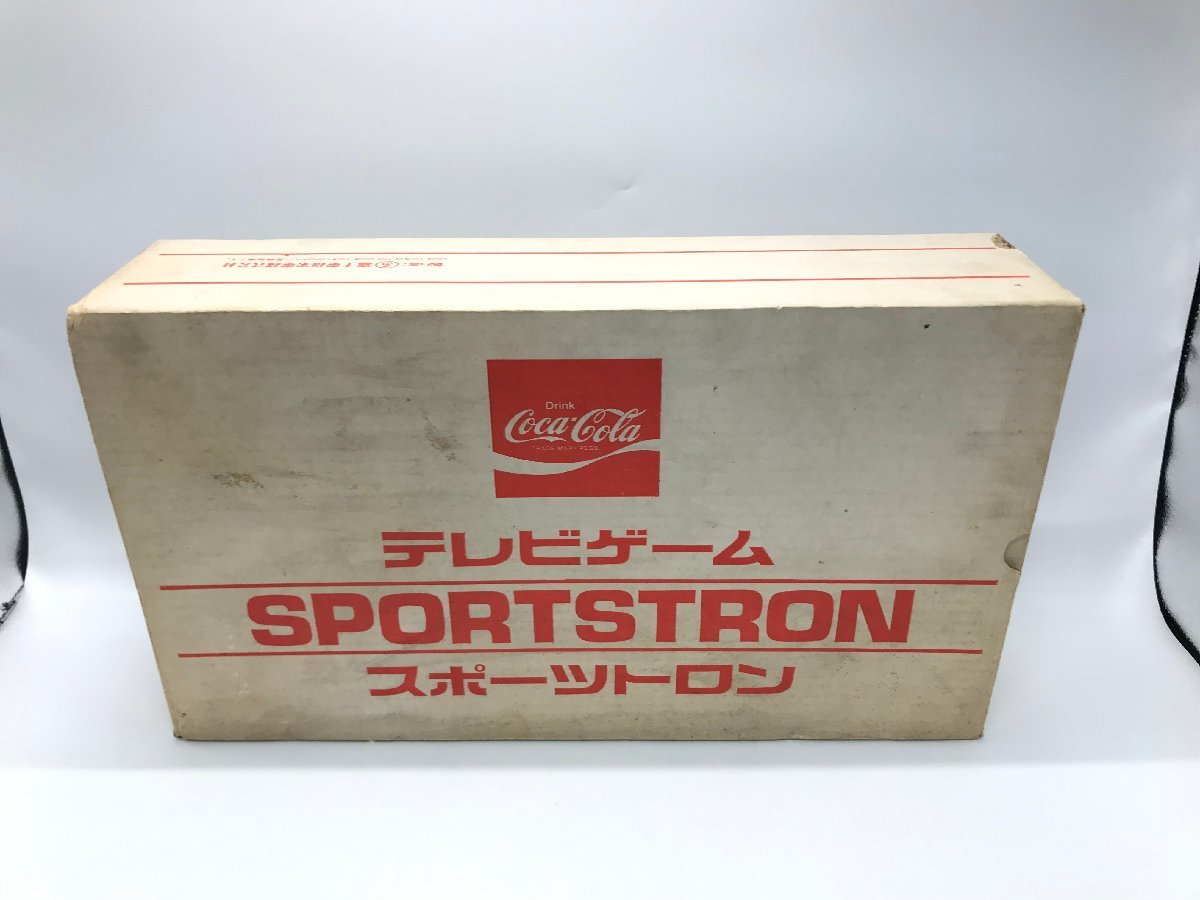 Drink
Coca-Cola
TRADE MARK REGD.
テレビゲーム
SPORTSTRON
スポーツトロン